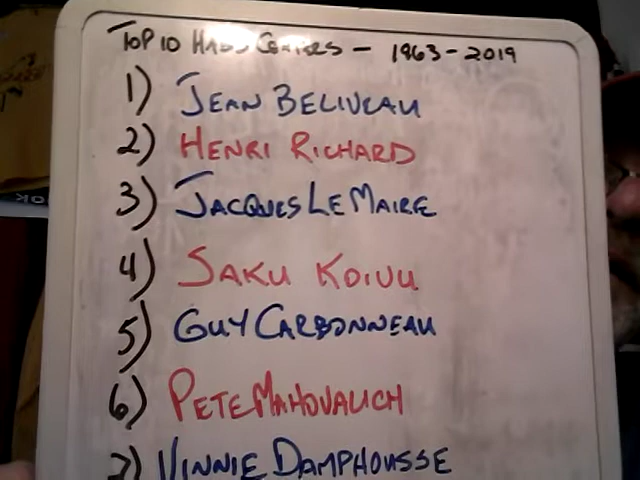 TOP 10 HABS CENTRES - 1963-2019
1) JEAN BELIVEAU
2) HENRI RICHARD
3) JACQUES LEMAIRE
4) SAKU KOIVU
5) GUY CARBONNEAU
6) PETE MAHOVALICH
7) VINNIE DAMPHOUSSE